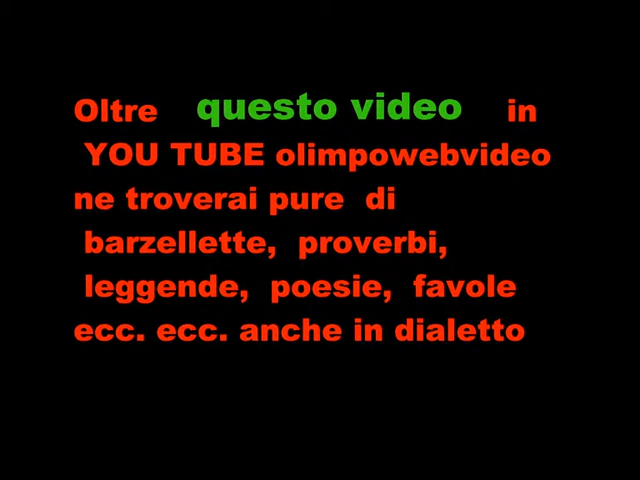 Oltre questo video in
YOU TUBE olimpowebvideo
ne troverai pure di
barzellette, proverbi,
leggende, poesie, favole
ecc. ecc. anche in dialetto